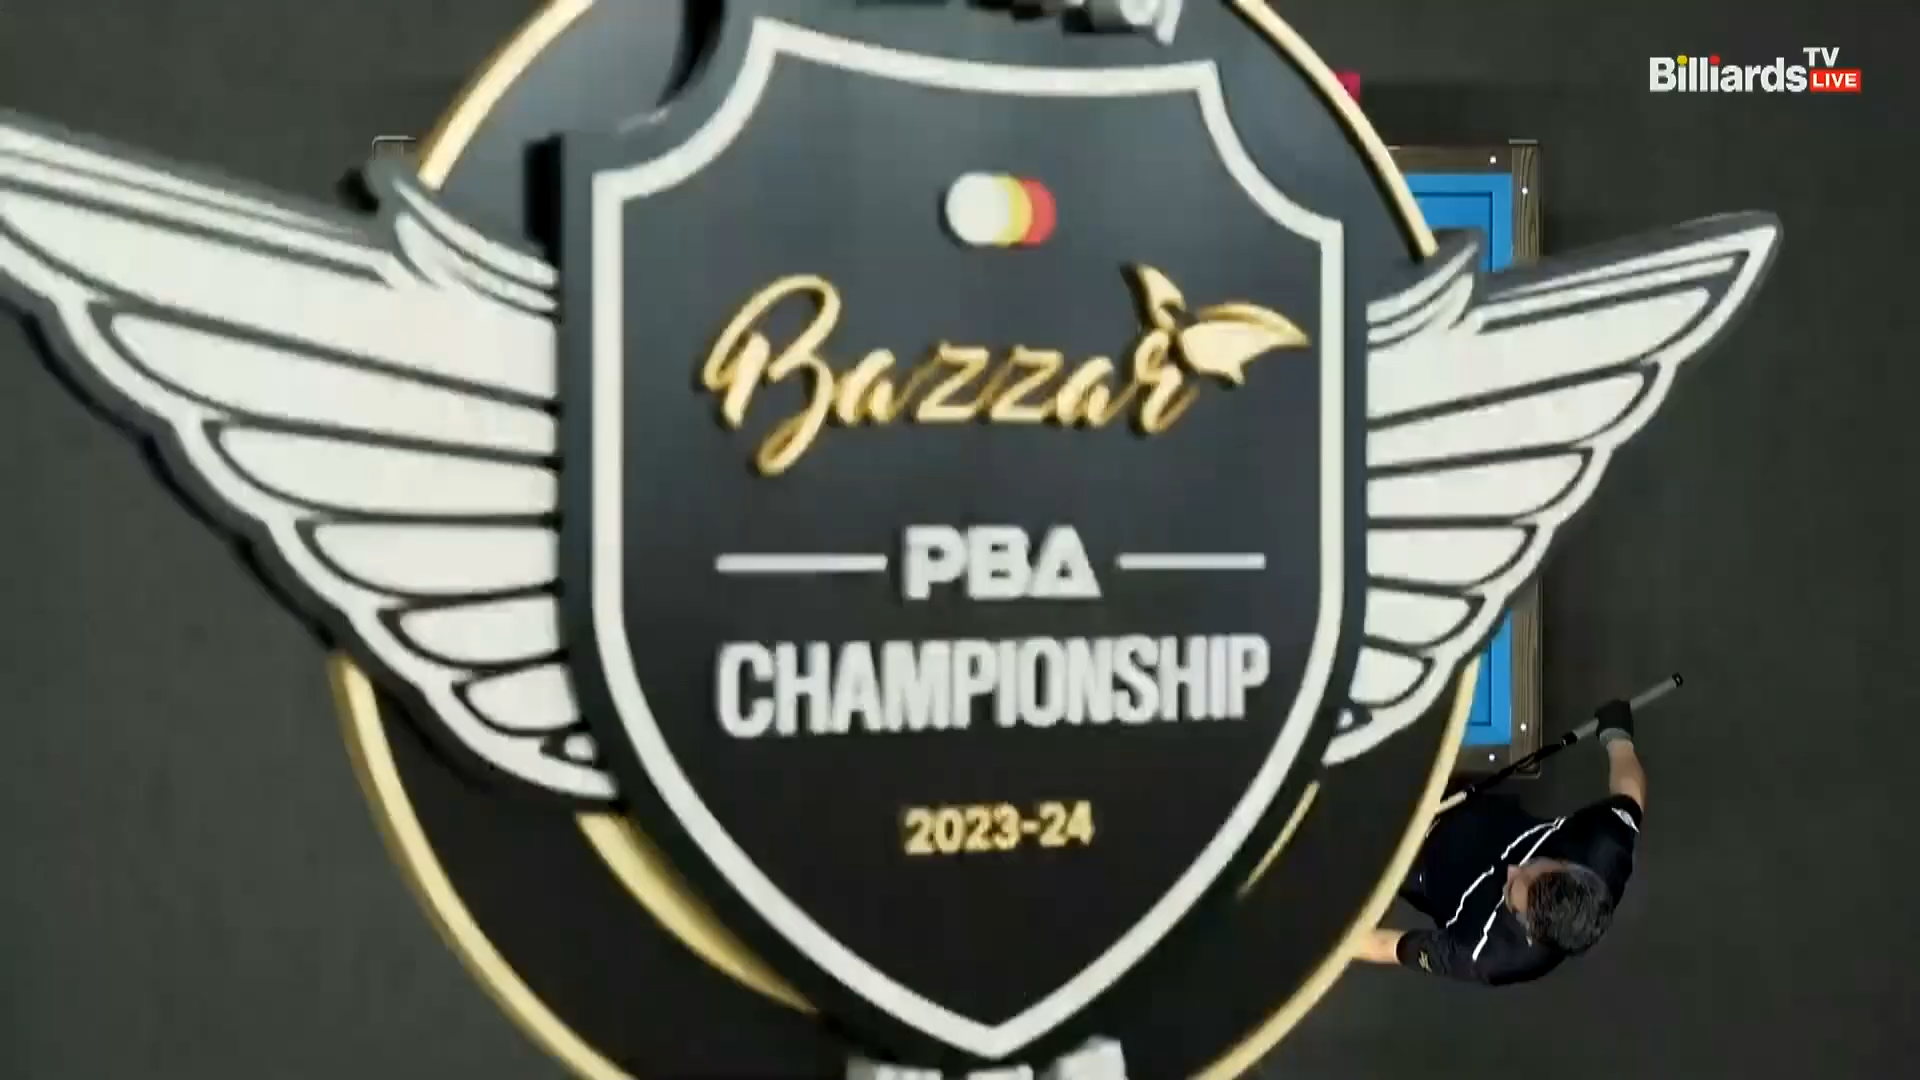 Billiards TV
LIVE
Bazzar
PBA
CHAMPIONSHIP
2023-24